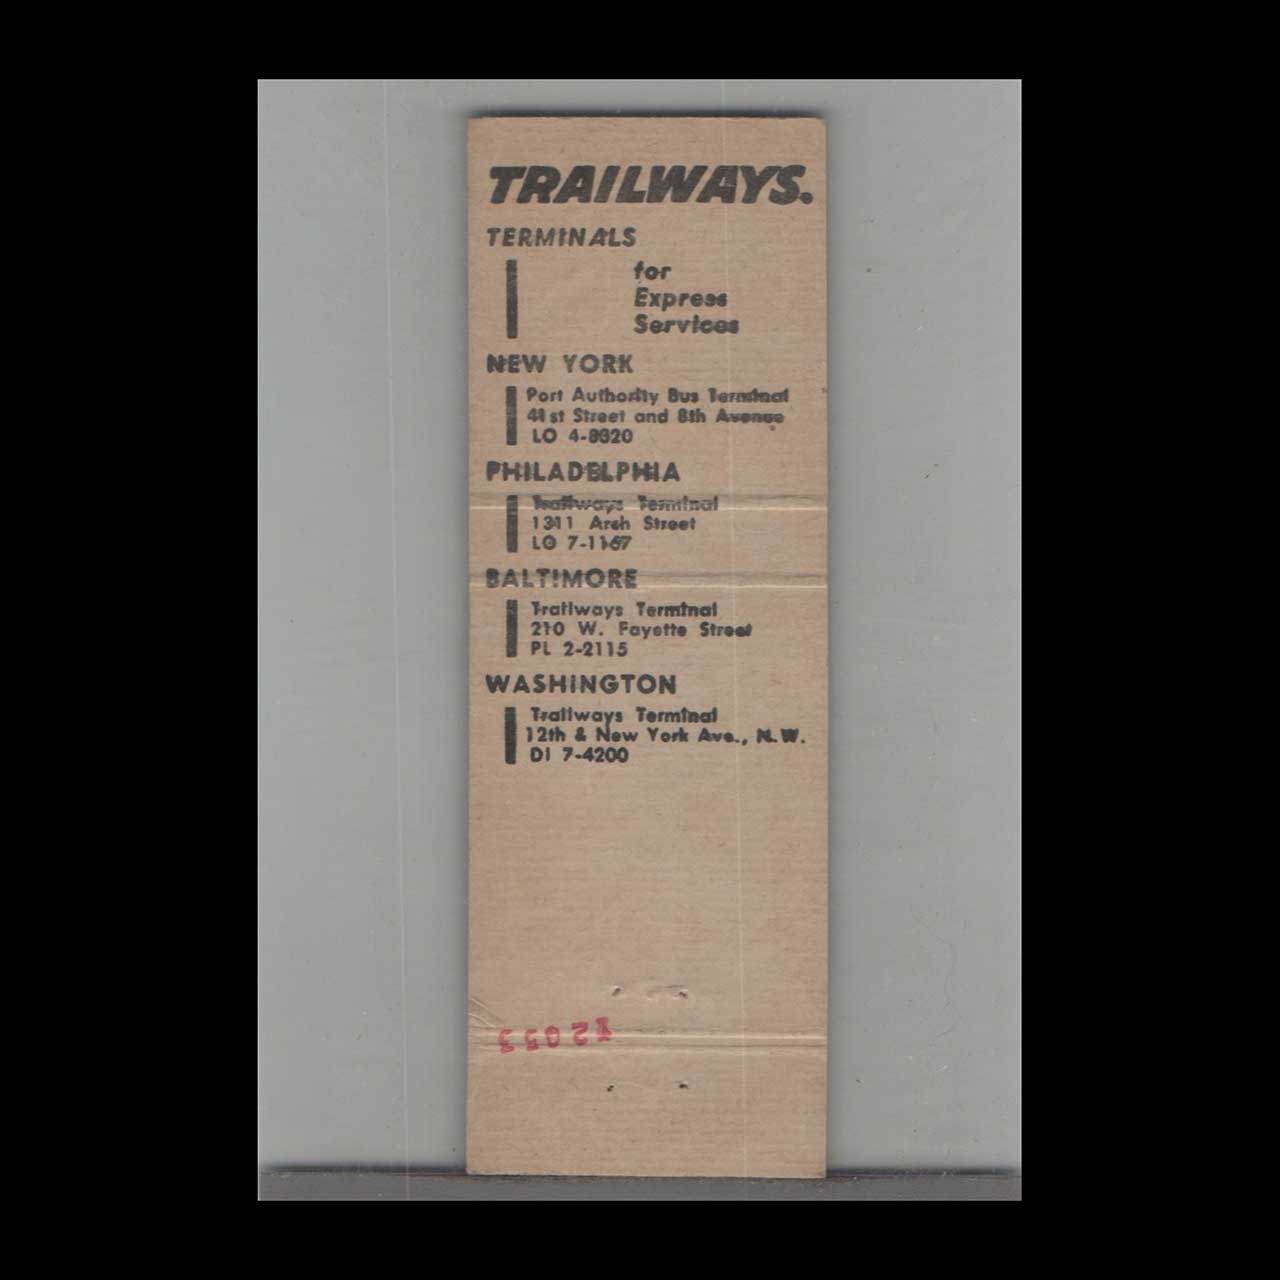 TRAILWAYS.
TERMINALS
for
Express
Services
NEW YORK
Port Authority Bus Terminal
41st Street and 8th Avenue
LO
PHILADELPHIA
Trailways Terminal
1311 Arch Street
LO 7-1167
BALTIMORE
Trailways Terminal
210 W. Fayette Street
PL 2-2115
WASHINGTON
Trailways Terminal
12th & New York Ave., N.W.
DI 7-4200
12053